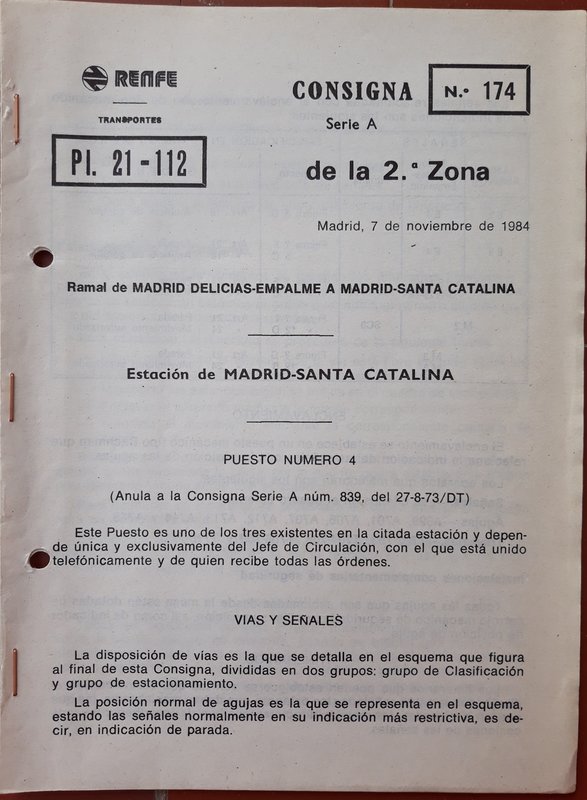 RENFE
TRANSPORTES
PI. 21-112
CONSIGNA N.º 174
Serie A
de la 2.ª Zona
Madrid, 7 de noviembre de 1984
Ramal de MADRID DELICIAS-EMPALME A MADRID-SANTA CATALINA
Estación de MADRID-SANTA CATALINA
PUESTO NUMERO 4
(Anula a la Consigna Serie A núm. 839, del 27-8-73/DT)
Este Puesto es uno de los tres existentes en la citada estación y depen-
de única y exclusivamente del Jefe de Circulación, con el que está unido
telefónicamente y de quien recibe todas las órdenes.
VIAS Y SEÑALES
La disposición de vías es la que se detalla en el esquema que figura
al final de esta Consigna, divididas en dos grupos: grupo de Clasificación
y grupo de estacionamiento.
La posición normal de agujas es la que se representa en el esquema,
estando las señales normalmente en su indicación más restrictiva, es de-
cir, en indicación de parada.